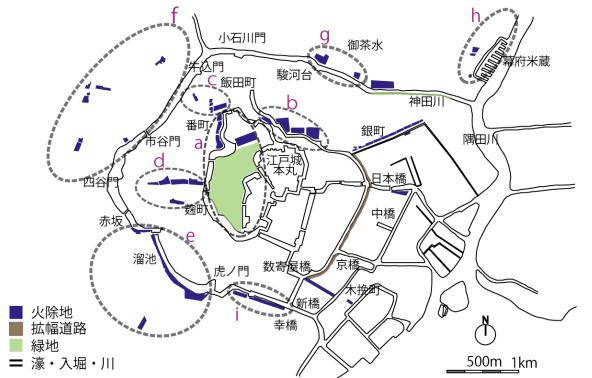 f
小石川門
g
御茶水
h
牛込門
駿河台
幕府米蔵
飯田町
c
神田川
b
番町
銀町
市谷門
a
隅田川
江戸城
本丸
d
四谷門
日本橋
麹町
中橋
赤坂
e
溜池
数寄屋橋
京橋
虎ノ門
木挽町
新橋
i
幸橋
火除地
拡幅道路
緑地
濠・入堀・川
N
500m
1km